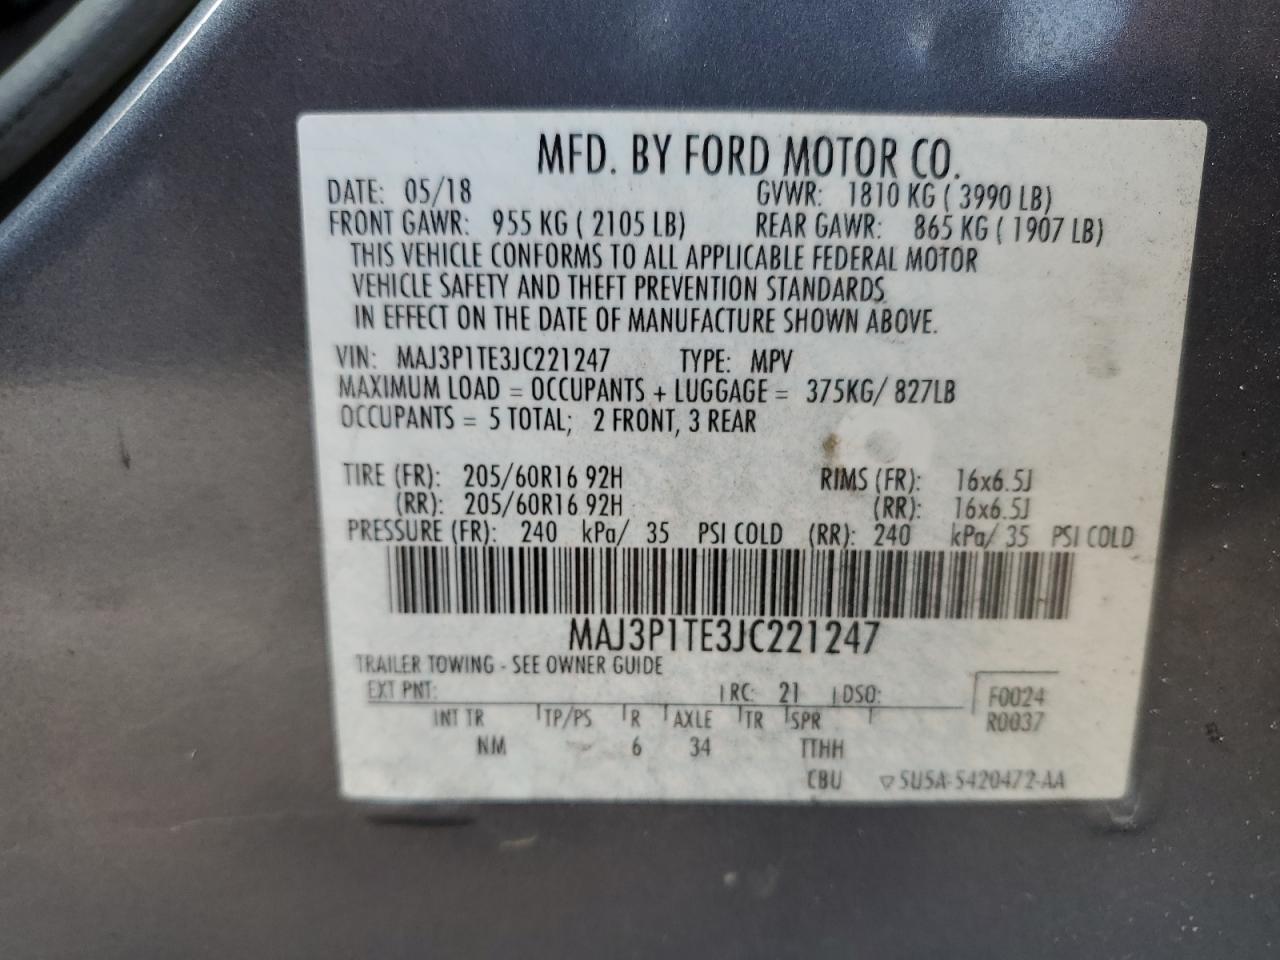 MFD. BY FORD MOTOR CO.
DATE: 05/18 GVWR: 1810 KG ( 3990 LB)
FRONT GAWR: 955 KG ( 2105 LB) REAR GAWR: 865 KG ( 1907 LB)
THIS VEHICLE CONFORMS TO ALL APPLICABLE FEDERAL MOTOR
VEHICLE SAFETY AND THEFT PREVENTION STANDARDS
IN EFFECT ON THE DATE OF MANUFACTURE SHOWN ABOVE.
VIN: MAJ3P1TE3JC221247 TYPE: MPV
MAXIMUM LOAD = OCCUPANTS + LUGGAGE = 375KG/ 827LB
OCCUPANTS = 5 TOTAL; 2 FRONT, 3 REAR
TIRE (FR): 205/60R16 92H RIMS (FR): 16x6.5J
(RR): 205/60R16 92H (RR): 16x6.5J
PRESSURE (FR): 240 kPa/ 35 PSI COLD (RR): 240 kPa/ 35 PSI COLD
MAJ3P1TE3JC221247
TRAILER TOWING - SEE OWNER GUIDE
EXT PNT: RC: 21 DSO: F0024
INT TR TP/PS R AXLE TR SPR R0037
NM 6 34 TTHH
CBU ▽ SU5A-5420472-AA